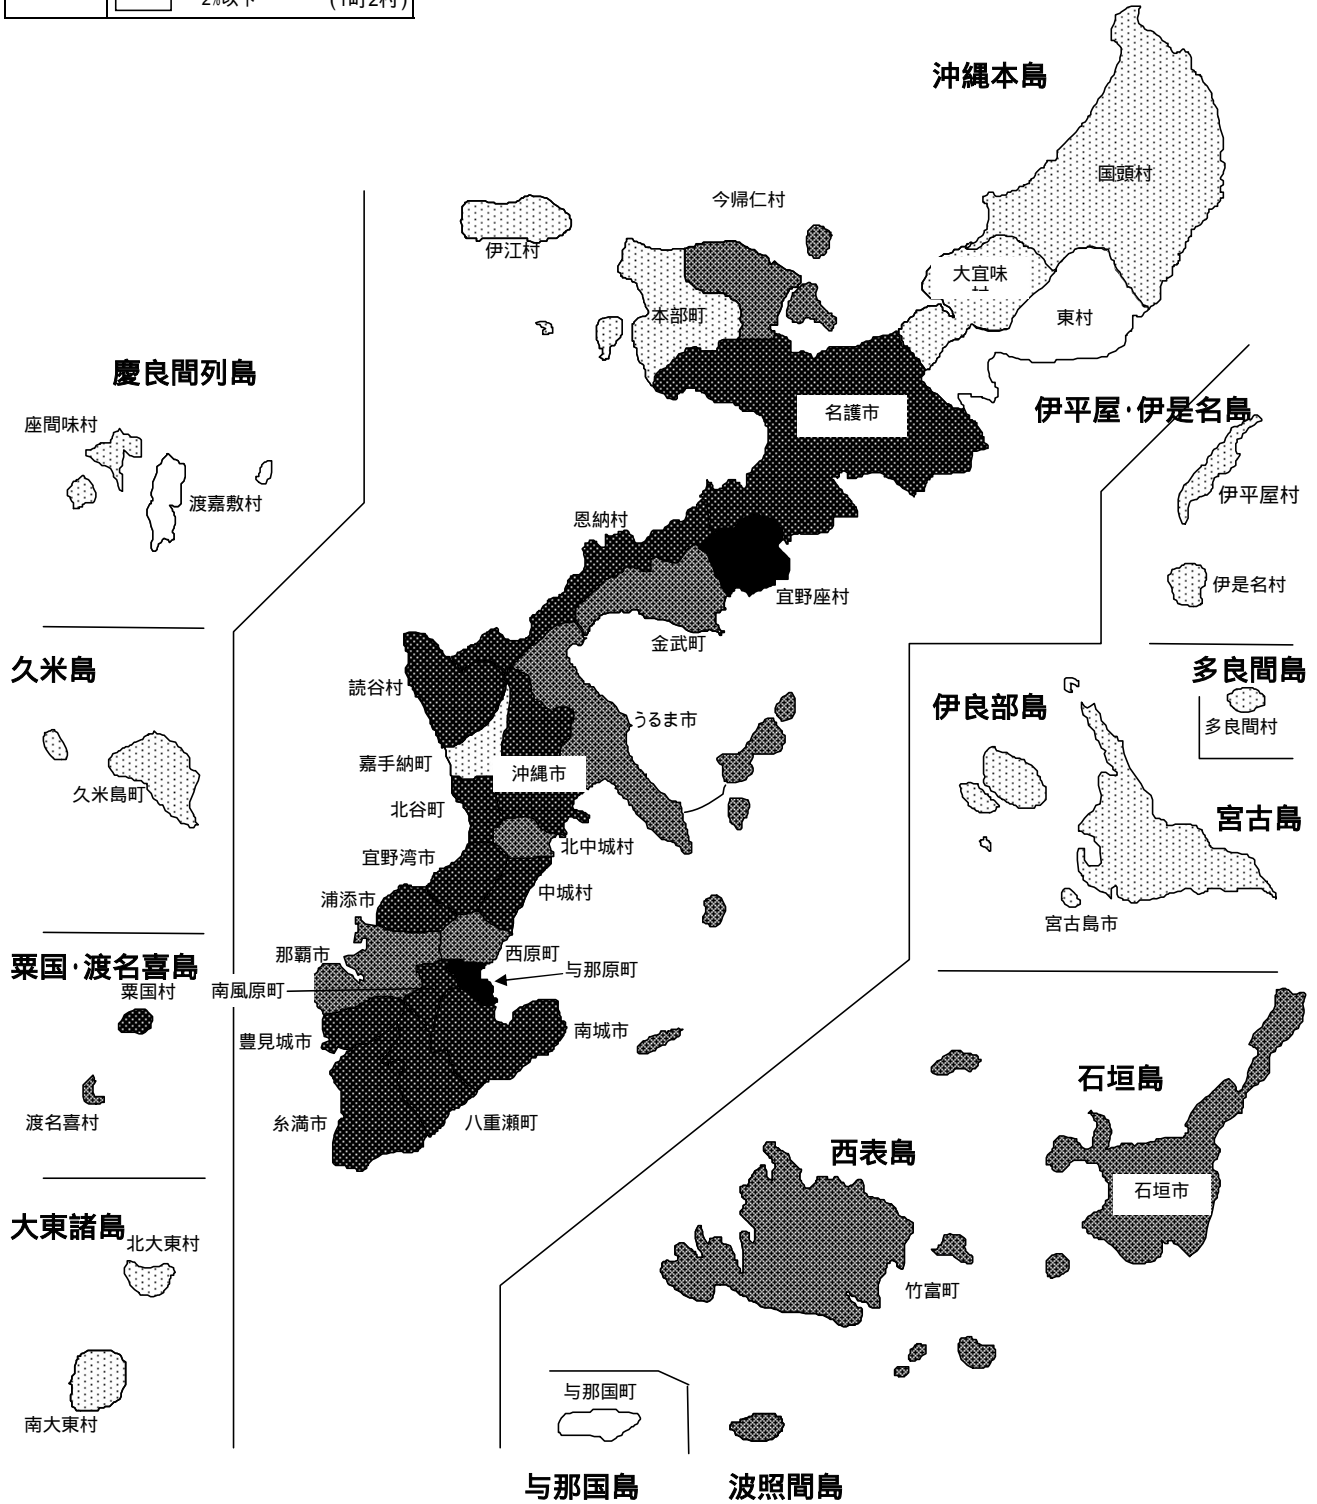 2%以下 (1町2村)
沖縄本島
国頭村
今帰仁村
伊江村
大宜味
村
本部町
東村
慶良間列島
名護市
伊平屋・伊是名島
座間味村
渡嘉敷村
伊平屋村
恩納村
伊是名村
宜野座村
金武町
久米島
多良間島
読谷村
伊良部島
うるま市
多良間村
嘉手納町
沖縄市
久米島町
北谷町
宮古島
北中城村
宜野湾市
中城村
浦添市
宮古島市
那覇市
西原町
粟国・渡名喜島
与那原町
粟国村
南風原町
南城市
豊見城市
石垣島
渡名喜村
糸満市
八重瀬町
西表島
石垣市
大東諸島
北大東村
竹富町
与那国町
南大東村
与那国島
波照間島